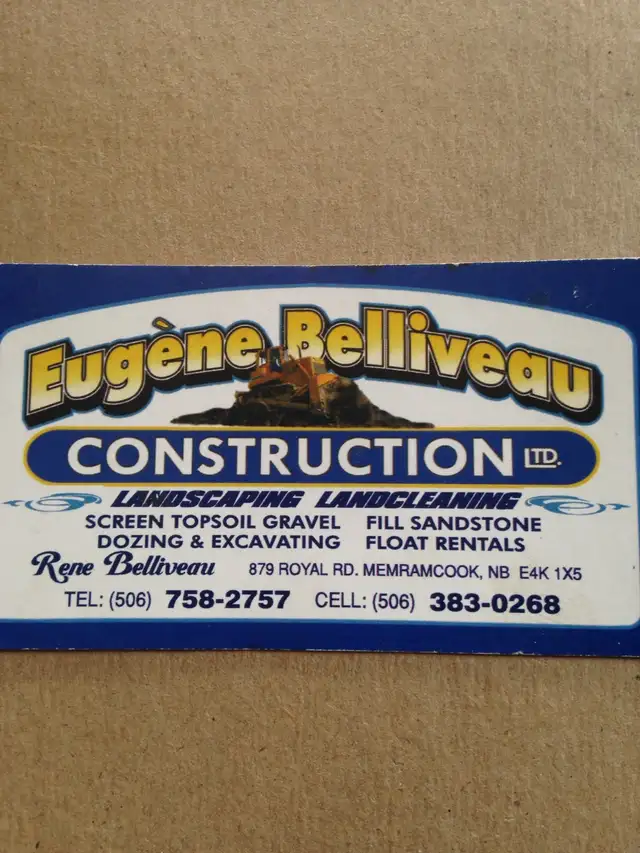 Eugène Belliveau
CONSTRUCTION LTD.
LANDSCAPING LANDCLEANING
SCREEN TOPSOIL GRAVEL FILL SANDSTONE
DOZING & EXCAVATING FLOAT RENTALS
Rene Belliveau 879 ROYAL RD. MEMRAMCOOK, NB E4K 1X5
TEL: (506) 758-2757 CELL: (506) 383-0268